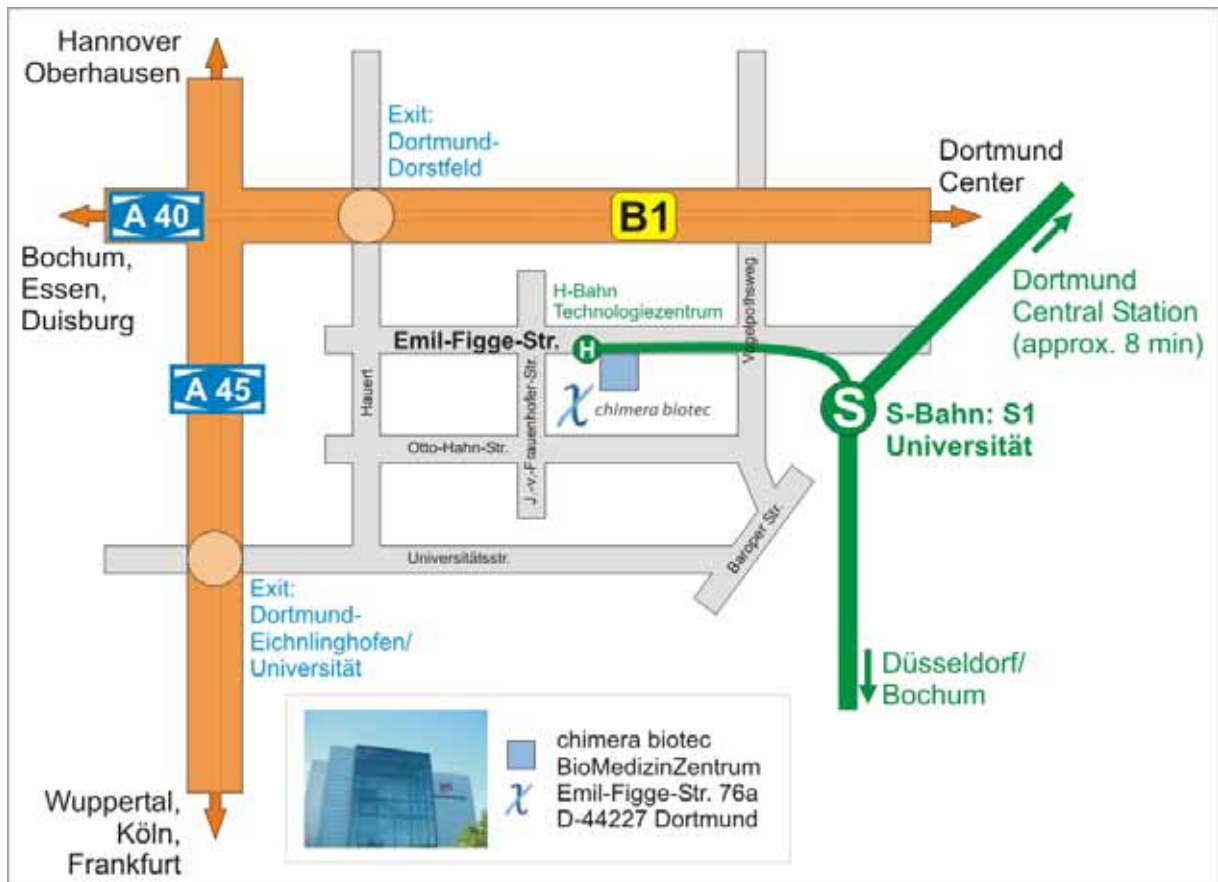 Hannover
Oberhausen
Exit:
Dortmund-
Dorstfeld
Dortmund
Center
A 40
B1
Bochum,
Essen,
Duisburg
Dortmund
Central Station
(approx. 8 min)
H-Bahn
Technologiezentrum
Vogelpothsweg
Emil-Figge-Str.
H
A 45
Hauert
J.-v.-Frauenhofer-Str.
χ chimera biotec
S
S-Bahn: S1
Universität
Otto-Hahn-Str.
Universitätsstr.
Baroper Str.
Exit:
Dortmund-
Eichnlinghofen/
Universität
Düsseldorf/
Bochum
Wuppertal,
Köln,
Frankfurt
chimera biotec
BioMedizinZentrum
χ Emil-Figge-Str. 76a
D-44227 Dortmund